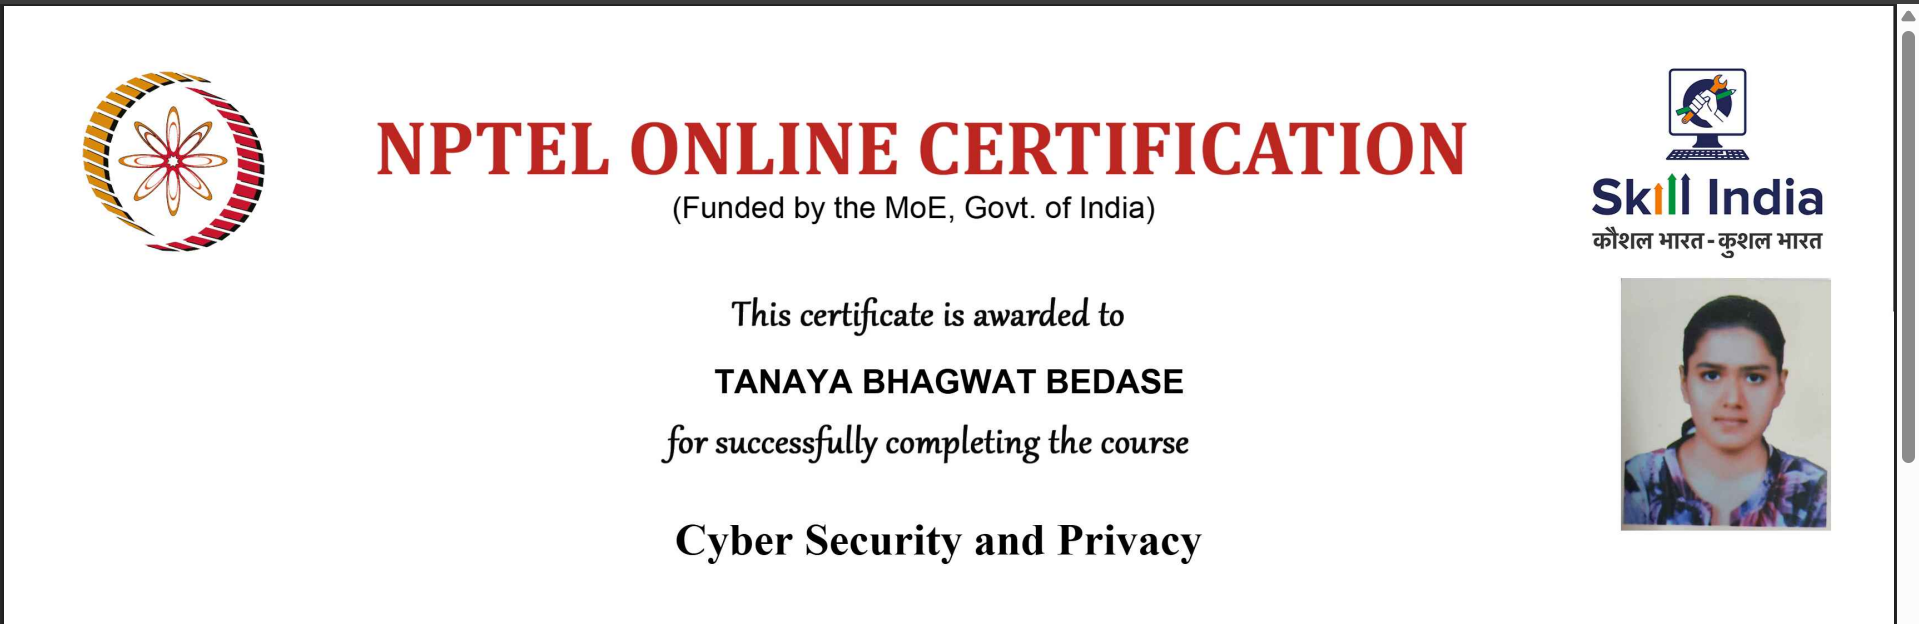 NPTEL ONLINE CERTIFICATION
(Funded by the MoE, Govt. of India)
Skill India
कौशल भारत - कुशल भारत
This certificate is awarded to
TANAYA BHAGWAT BEDASE
for successfully completing the course
Cyber Security and Privacy